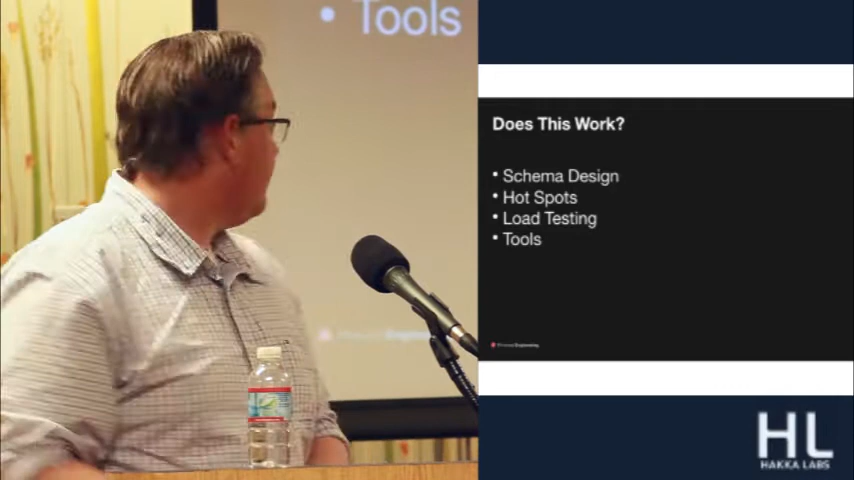 • Tools
Does This Work?
• Schema Design
• Hot Spots
• Load Testing
• Tools
HL
HAKKA LABS